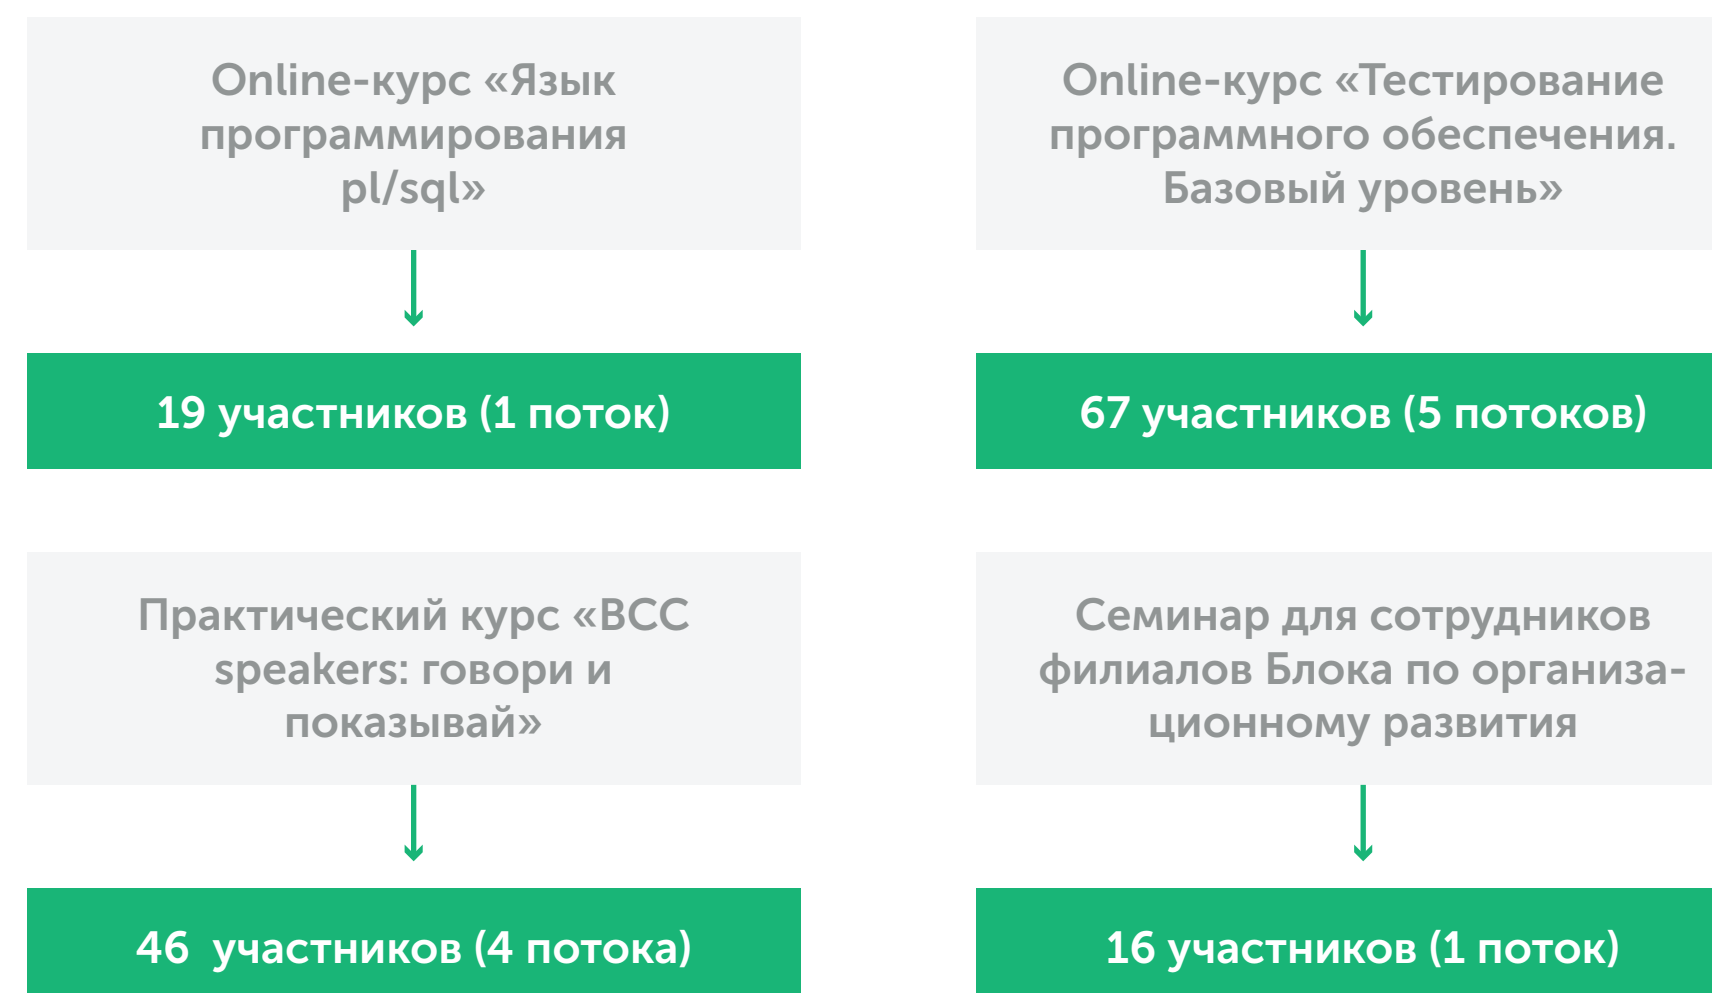 Online-курс «Язык
программирования
pl/sql»
19 участников (1 поток)
Online-курс «Тестирование
программного обеспечения.
Базовый уровень»
67 участников (5 потоков)
Практический курс «BCC
speakers: говори и
показывай»
46 участников (4 потока)
Семинар для сотрудников
филиалов Блока по организа-
ционному развития
16 участников (1 поток)